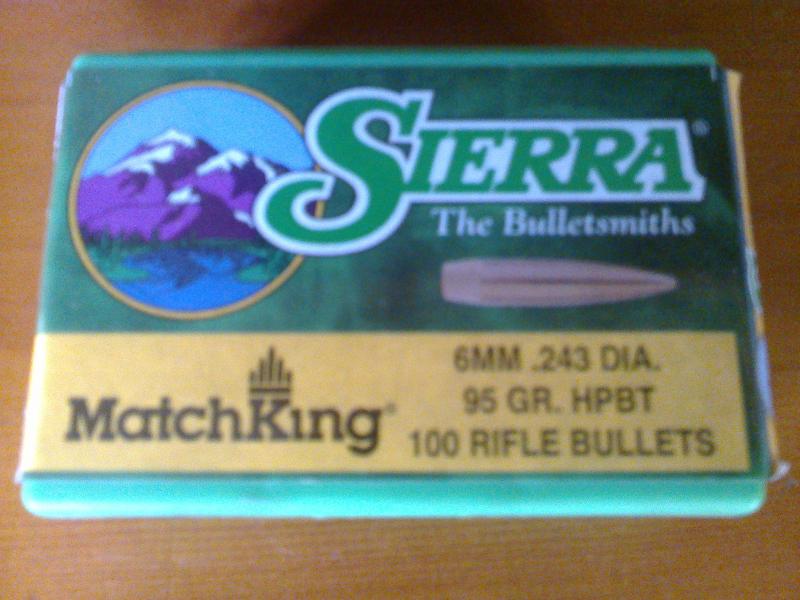 SIERRA®
The Bulletsmiths
MatchKing®
6MM .243 DIA.
95 GR. HPBT
100 RIFLE BULLETS